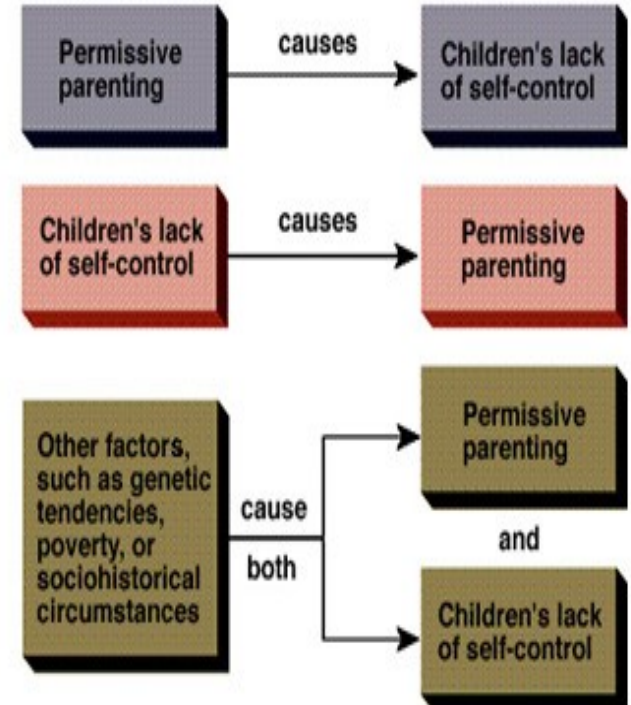 Permissive
parenting
causes
Children's lack
of self-control
Children's lack
of self-control
causes
Permissive
parenting
Other factors,
such as genetic
tendencies,
poverty, or
sociohistorical
circumstances
cause
both
Permissive
parenting
and
Children's lack
of self-control